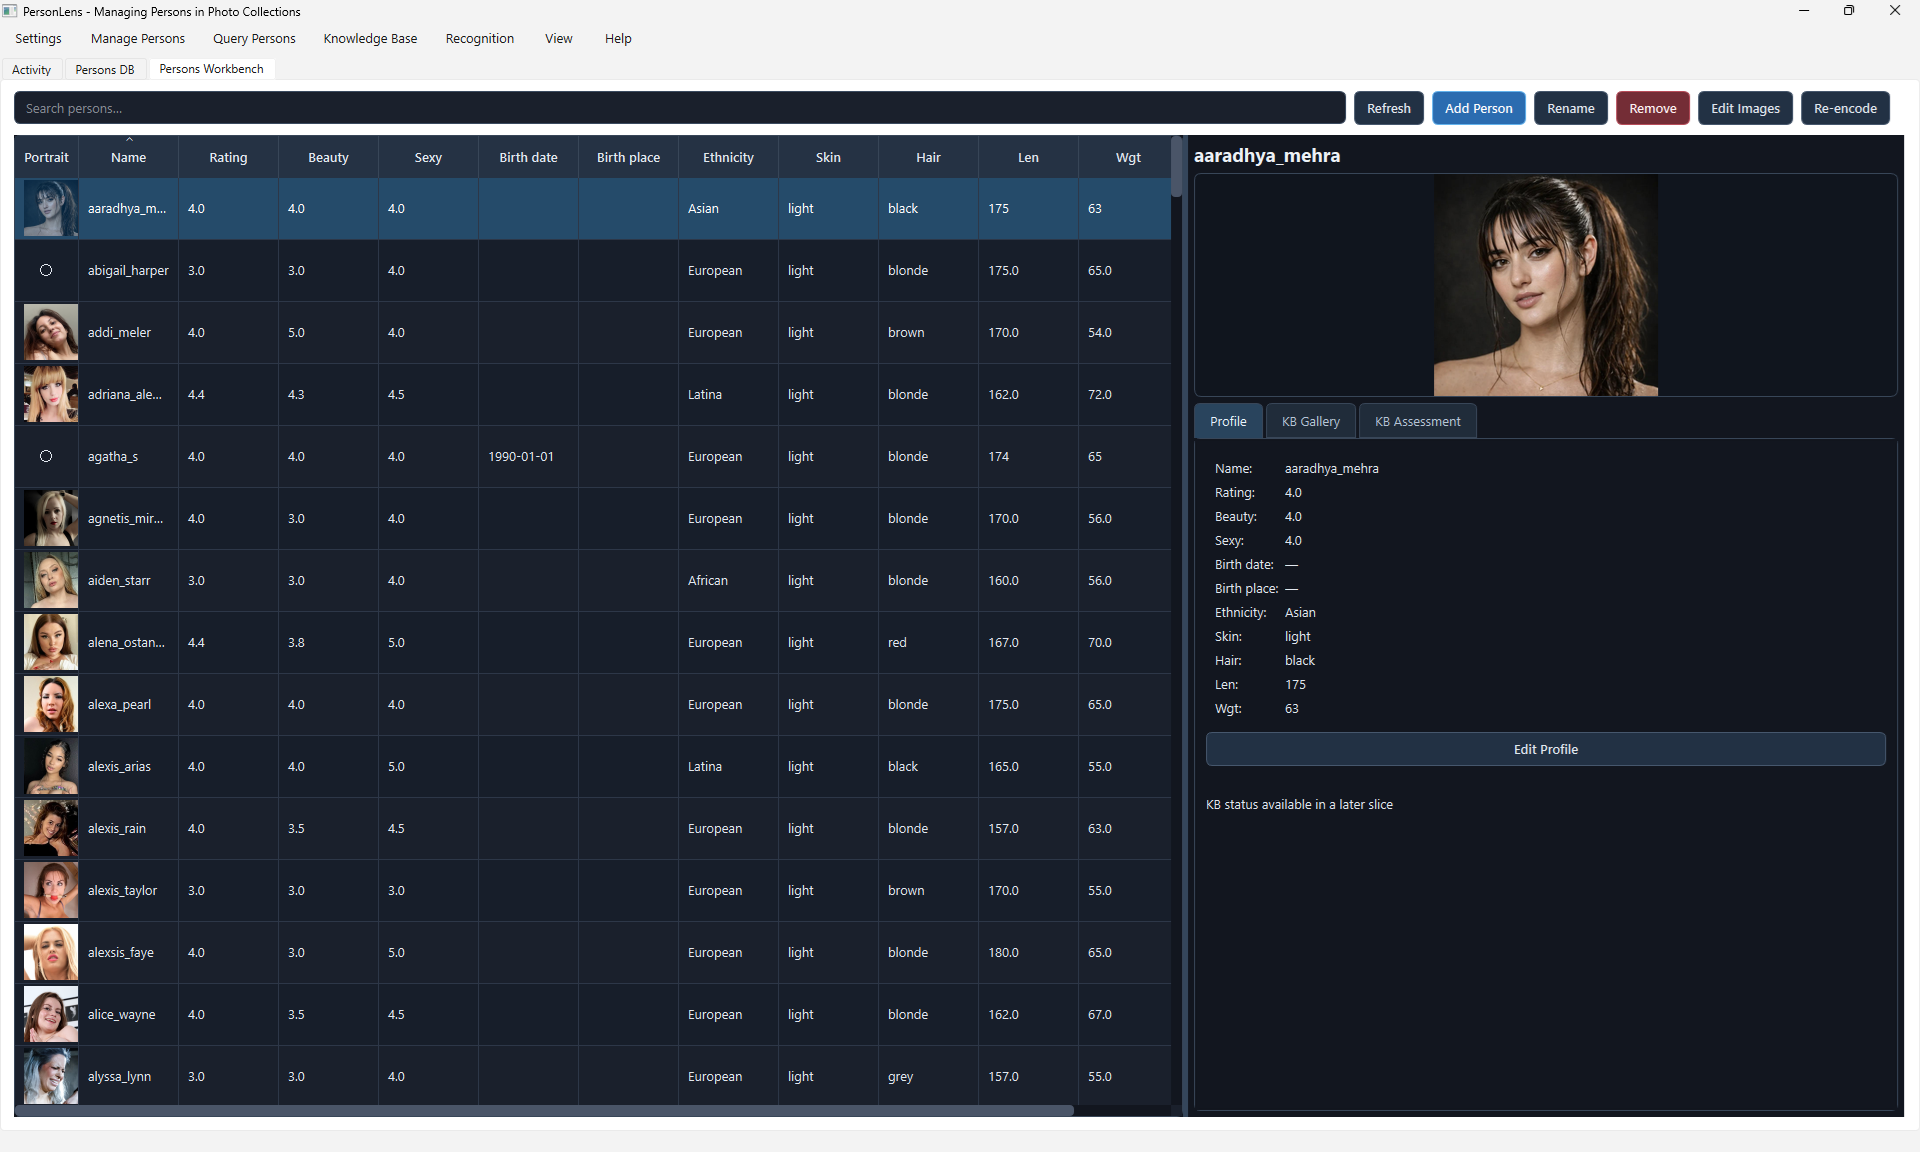 PersonLens - Managing Persons in Photo Collections
Settings Manage Persons Query Persons Knowledge Base Recognition View Help
Activity Persons DB Persons Workbench
Search persons... Refresh Add Person Rename Remove Edit Images Re-encode
Portrait Name Rating Beauty Sexy Birth date Birth place Ethnicity Skin Hair Len Wgt
aaradhya_m... 4.0 4.0 4.0 Asian light black 175 63
abigail_harper 3.0 3.0 4.0 European light blonde 175.0 65.0
addi_meler 4.0 5.0 4.0 European light brown 170.0 54.0
adriana_ale... 4.4 4.3 4.5 Latina light blonde 162.0 72.0
agatha_s 4.0 4.0 4.0 1990-01-01 European light blonde 174 65
agnetis_mir... 4.0 3.0 4.0 European light blonde 170.0 56.0
aiden_starr 3.0 3.0 4.0 African light blonde 160.0 56.0
alena_ostan... 4.4 3.8 5.0 European light red 167.0 70.0
alexa_pearl 4.0 4.0 4.0 European light blonde 175.0 65.0
alexis_arias 4.0 4.0 5.0 Latina light black 165.0 55.0
alexis_rain 4.0 3.5 4.5 European light blonde 157.0 63.0
alexis_taylor 3.0 3.0 3.0 European light brown 170.0 55.0
alexsis_faye 4.0 3.0 5.0 European light blonde 180.0 65.0
alice_wayne 4.0 3.5 4.5 European light blonde 162.0 67.0
alyssa_lynn 3.0 3.0 4.0 European light grey 157.0 55.0
aaradhya_mehra
Profile KB Gallery KB Assessment
Name: aaradhya_mehra
Rating: 4.0
Beauty: 4.0
Sexy: 4.0
Birth date: —
Birth place: —
Ethnicity: Asian
Skin: light
Hair: black
Len: 175
Wgt: 63
Edit Profile
KB status available in a later slice